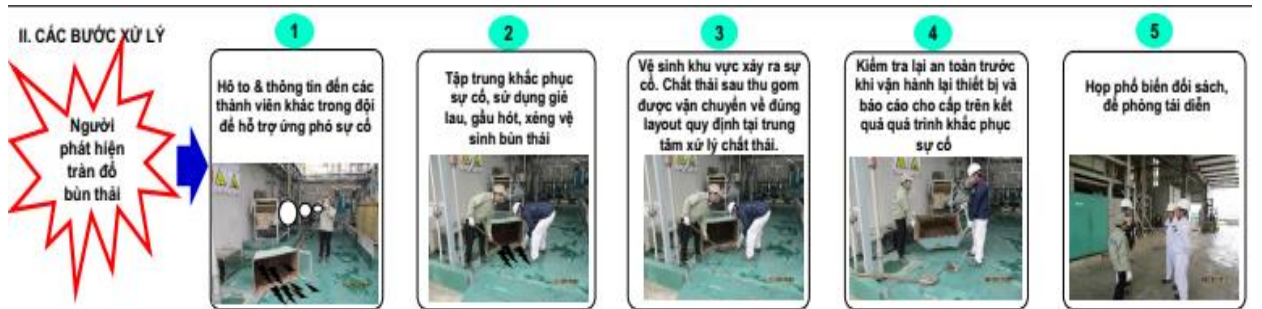 II. CÁC BƯỚC XỬ LÝ
Người
phát hiện
tràn đổ
bùn thải
1
Hô to & thông tin đến các
thành viên khác trong đội
để hỗ trợ ứng phó sự cố
2
Tập trung khắc phục
sự cố, sử dụng giẻ
lau, gầu hót, xẻng vệ
sinh bùn thải
3
Vệ sinh khu vực xảy ra sự
cố. Chất thải sau thu gom
được vận chuyển về đúng
layout quy định tại trung
tâm xử lý chất thải.
4
Kiểm tra lại an toàn trước
khi vận hành lại thiết bị và
báo cáo cho cấp trên kết
quả quá trình khắc phục
sự cố
5
Họp phổ biến đối sách,
đề phòng tái diễn